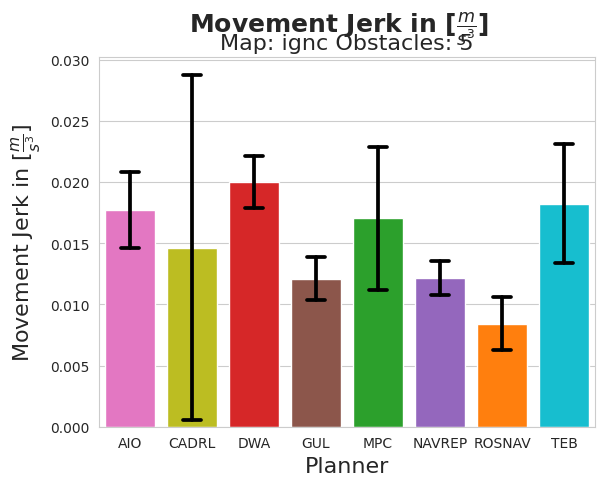 Movement Jerk in [m/s³]
Map: ignc Obstacles: 5
Movement Jerk in [m/s³]
0.030
0.025
0.020
0.015
0.010
0.005
0.000
AIO CADRL DWA GUL MPC NAVREP ROSNAV TEB
Planner